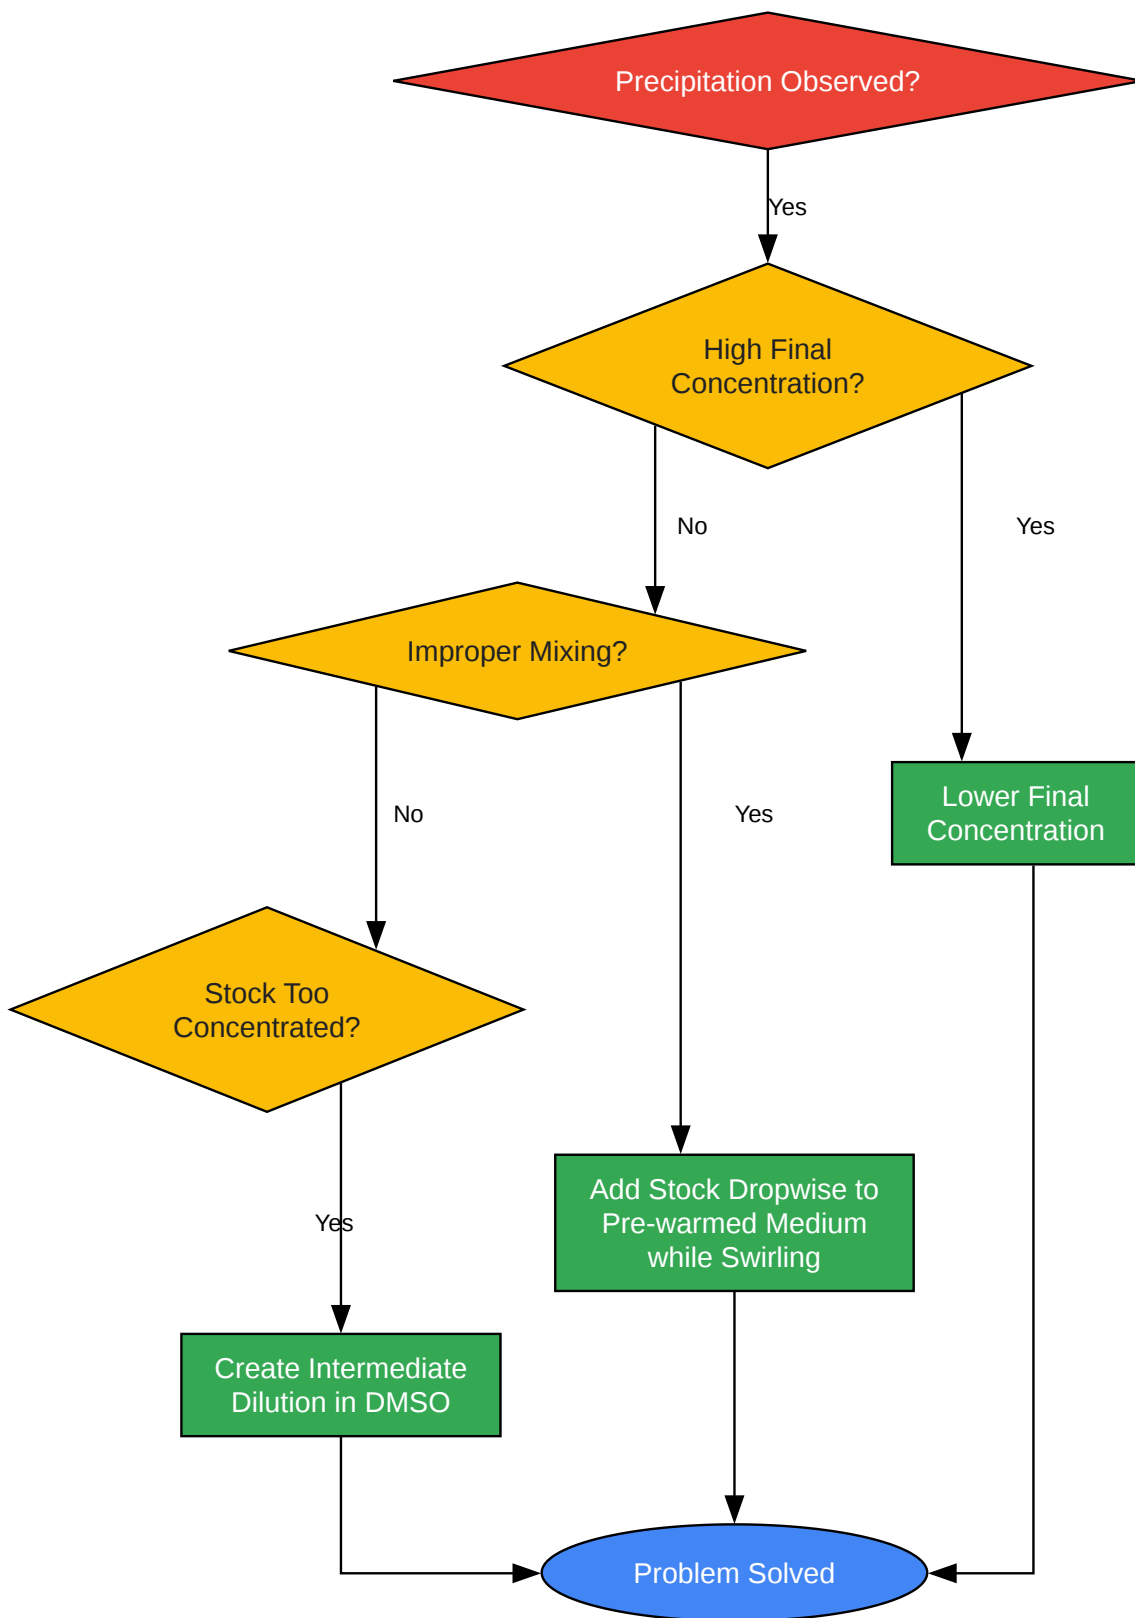 Precipitation Observed?
Yes
High Final
Concentration?
No
Yes
Improper Mixing?
Lower Final
Concentration
No
Yes
Stock Too
Concentrated?
Add Stock Dropwise to
Pre-warmed Medium
while Swirling
Yes
Create Intermediate
Dilution in DMSO
Problem Solved